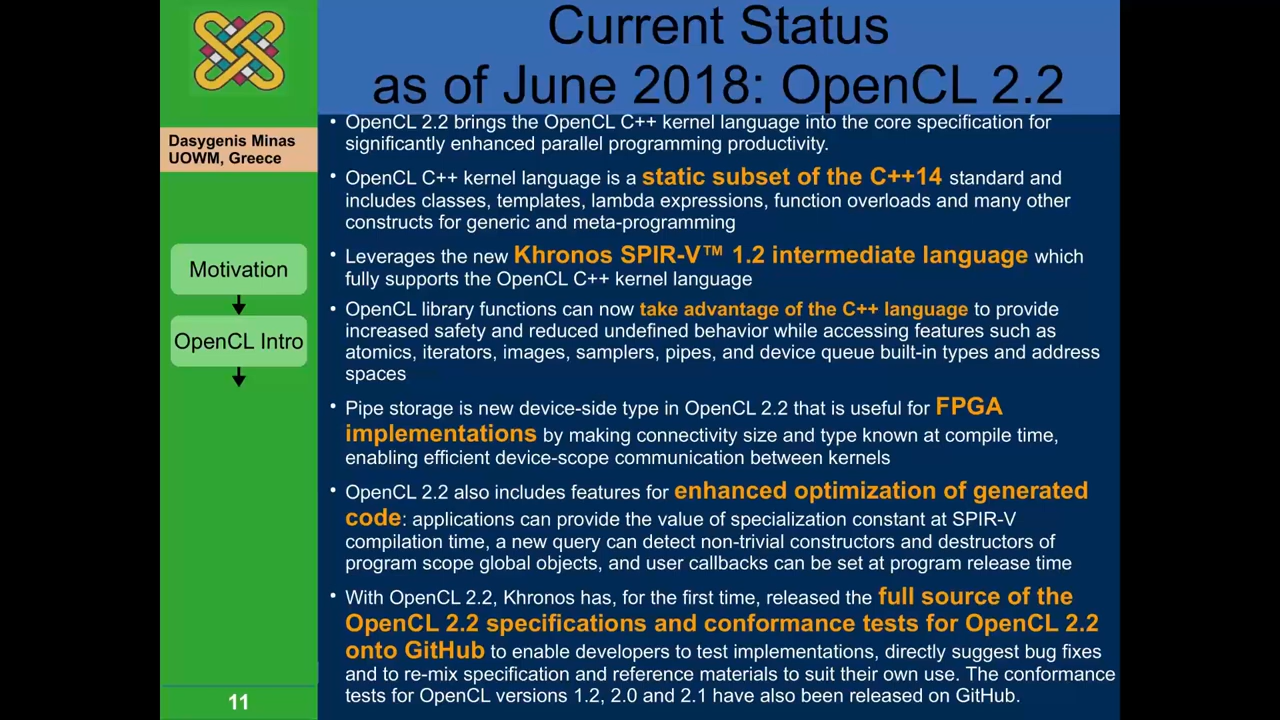 Current Status
as of June 2018: OpenCL 2.2
Dasygenis Minas
UOWM, Greece
Motivation
OpenCL Intro
11
• OpenCL 2.2 brings the OpenCL C++ kernel language into the core specification for
significantly enhanced parallel programming productivity.
• OpenCL C++ kernel language is a static subset of the C++14 standard and
includes classes, templates, lambda expressions, function overloads and many other
constructs for generic and meta-programming
• Leverages the new Khronos SPIR-V™ 1.2 intermediate language which
fully supports the OpenCL C++ kernel language
• OpenCL library functions can now take advantage of the C++ language to provide
increased safety and reduced undefined behavior while accessing features such as
atomics, iterators, images, samplers, pipes, and device queue built-in types and address
spaces
• Pipe storage is new device-side type in OpenCL 2.2 that is useful for FPGA
implementations by making connectivity size and type known at compile time,
enabling efficient device-scope communication between kernels
• OpenCL 2.2 also includes features for enhanced optimization of generated
code: applications can provide the value of specialization constant at SPIR-V
compilation time, a new query can detect non-trivial constructors and destructors of
program scope global objects, and user callbacks can be set at program release time
• With OpenCL 2.2, Khronos has, for the first time, released the full source of the
OpenCL 2.2 specifications and conformance tests for OpenCL 2.2
onto GitHub to enable developers to test implementations, directly suggest bug fixes
and to re-mix specification and reference materials to suit their own use. The conformance
tests for OpenCL versions 1.2, 2.0 and 2.1 have also been released on GitHub.